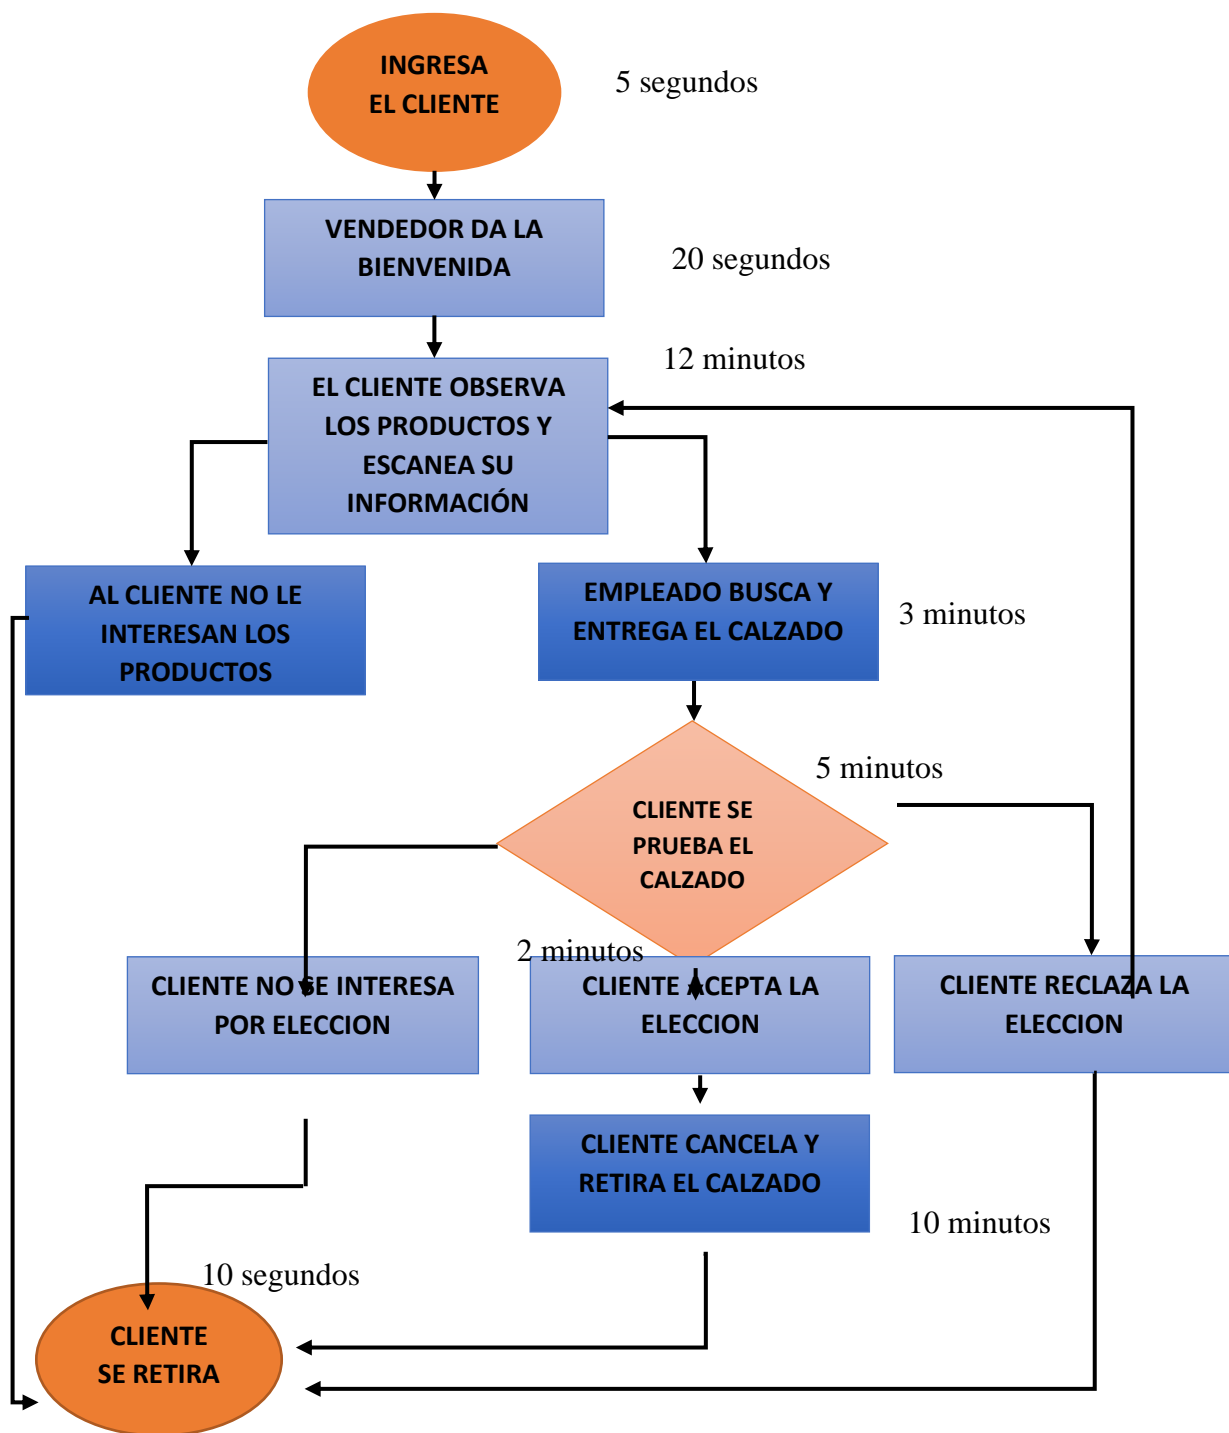 INGRESA
EL CLIENTE
5 segundos
VENDEDOR DA LA
BIENVENIDA
20 segundos
12 minutos
EL CLIENTE OBSERVA
LOS PRODUCTOS Y
ESCANEA SU
INFORMACIÓN
AL CLIENTE NO LE
INTERESAN LOS
PRODUCTOS
EMPLEADO BUSCA Y
ENTREGA EL CALZADO
3 minutos
5 minutos
CLIENTE SE
PRUEBA EL
CALZADO
2 minutos
CLIENTE NO SE INTERESA
POR ELECCION
CLIENTE ACEPTA LA
ELECCION
CLIENTE RECLAZA LA
ELECCION
CLIENTE CANCELA Y
RETIRA EL CALZADO
10 minutos
10 segundos
CLIENTE
SE RETIRA